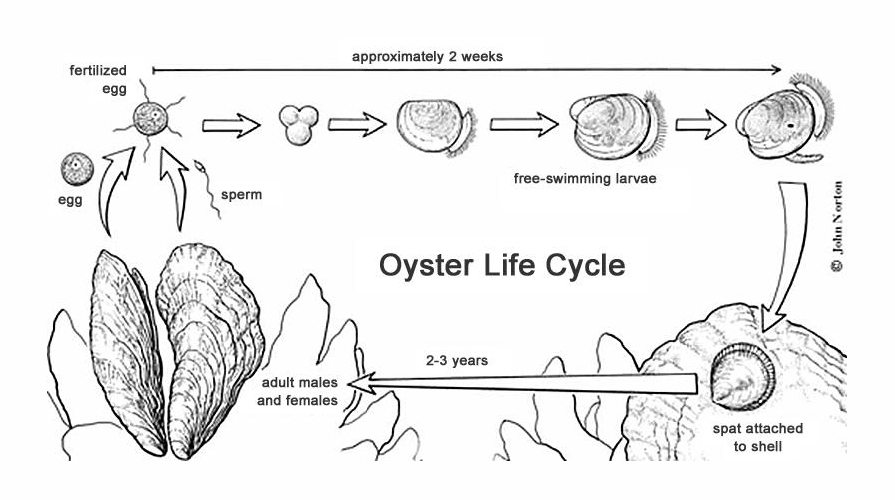 approximately 2 weeks
fertilized
egg
egg
sperm
free-swimming larvae
© John Norton
Oyster Life Cycle
2-3 years
adult males
and females
spat attached
to shell